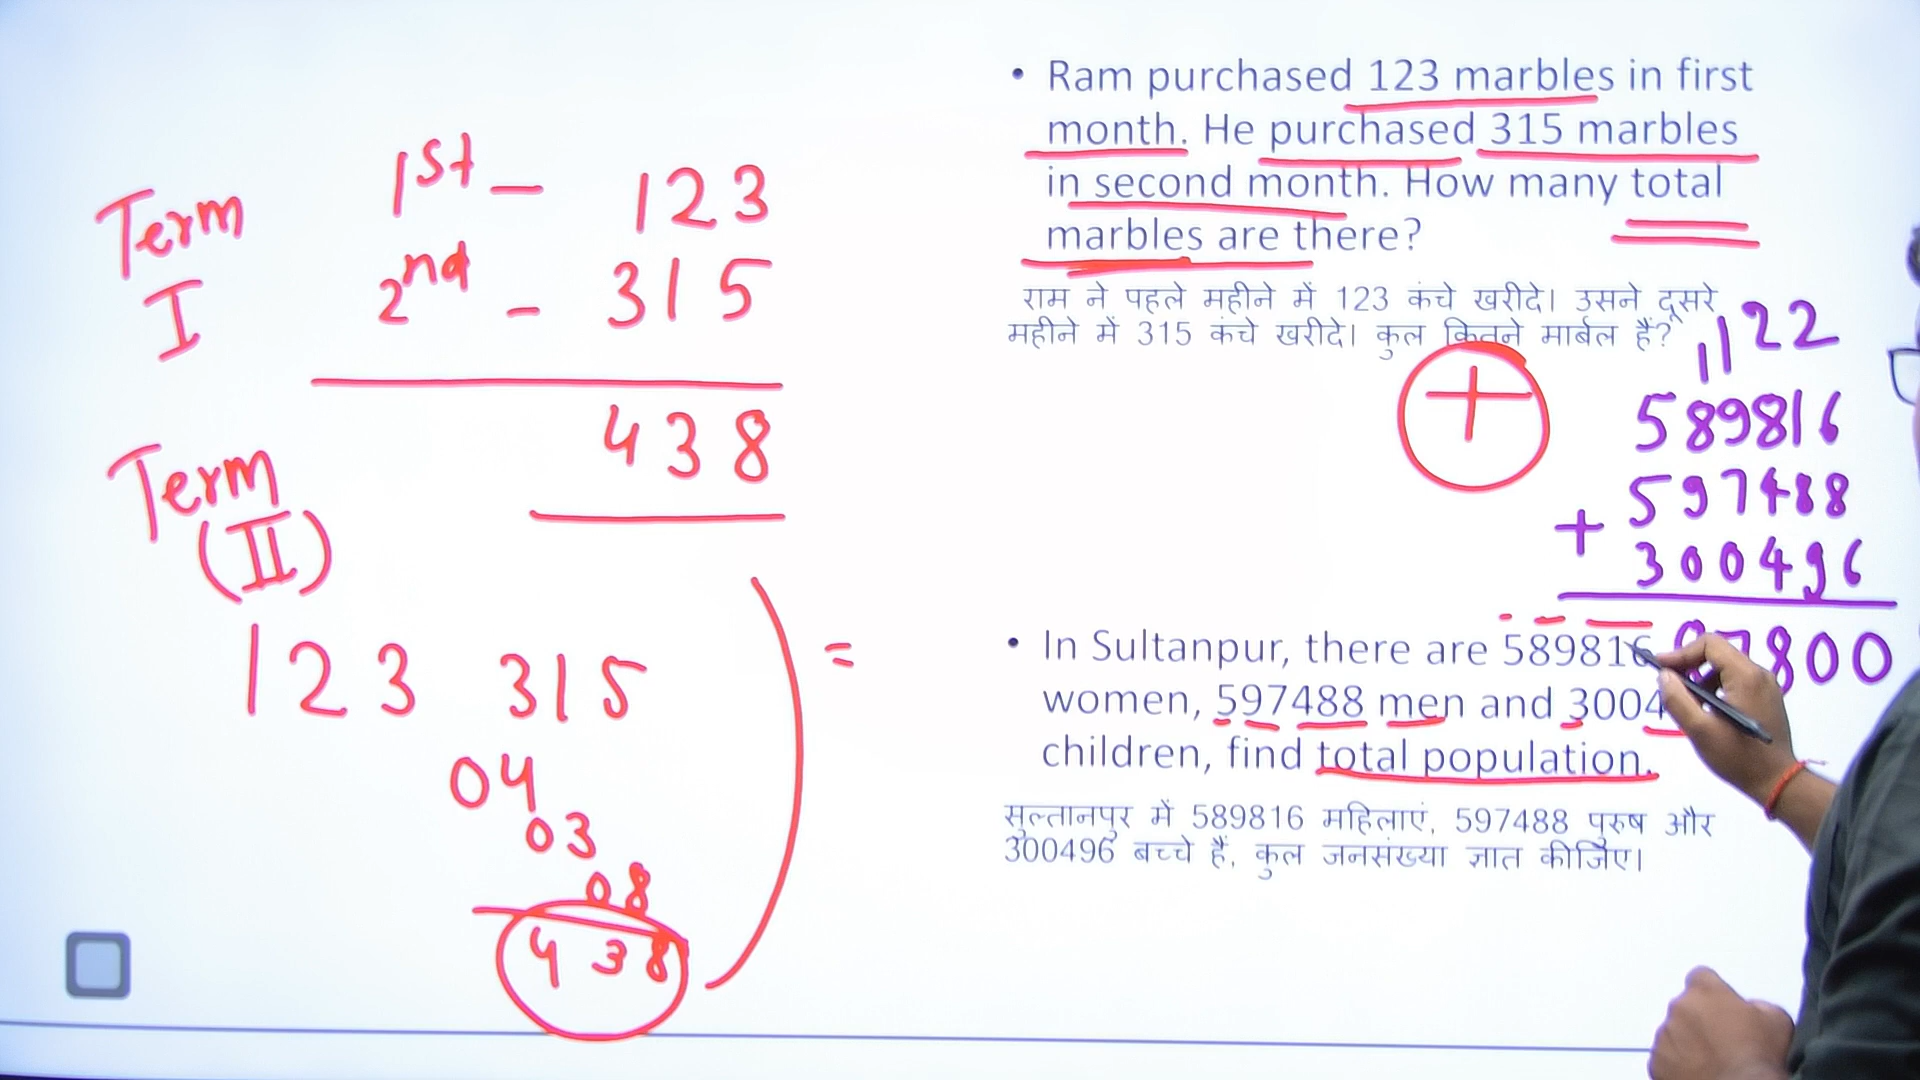 Term
I
1st - 123
2nd - 315
438
Term
(II)
123 315
04
03
08
438
=
• Ram purchased 123 marbles in first
month. He purchased 315 marbles
in second month. How many total
marbles are there?
राम ने पहले महीने में 123 कंचे खरीदे। उसने दूसरे
महीने में 315 कंचे खरीदे। कुल कितने मार्बल हैं?
+
1122
589816
597488
+ 300496
87800
• In Sultanpur, there are 589816
women, 597488 men and 3004
children, find total population.
सुल्तानपुर में 589816 महिलाएं, 597488 पुरुष और
300496 बच्चे हैं, कुल जनसंख्या ज्ञात कीजिए।